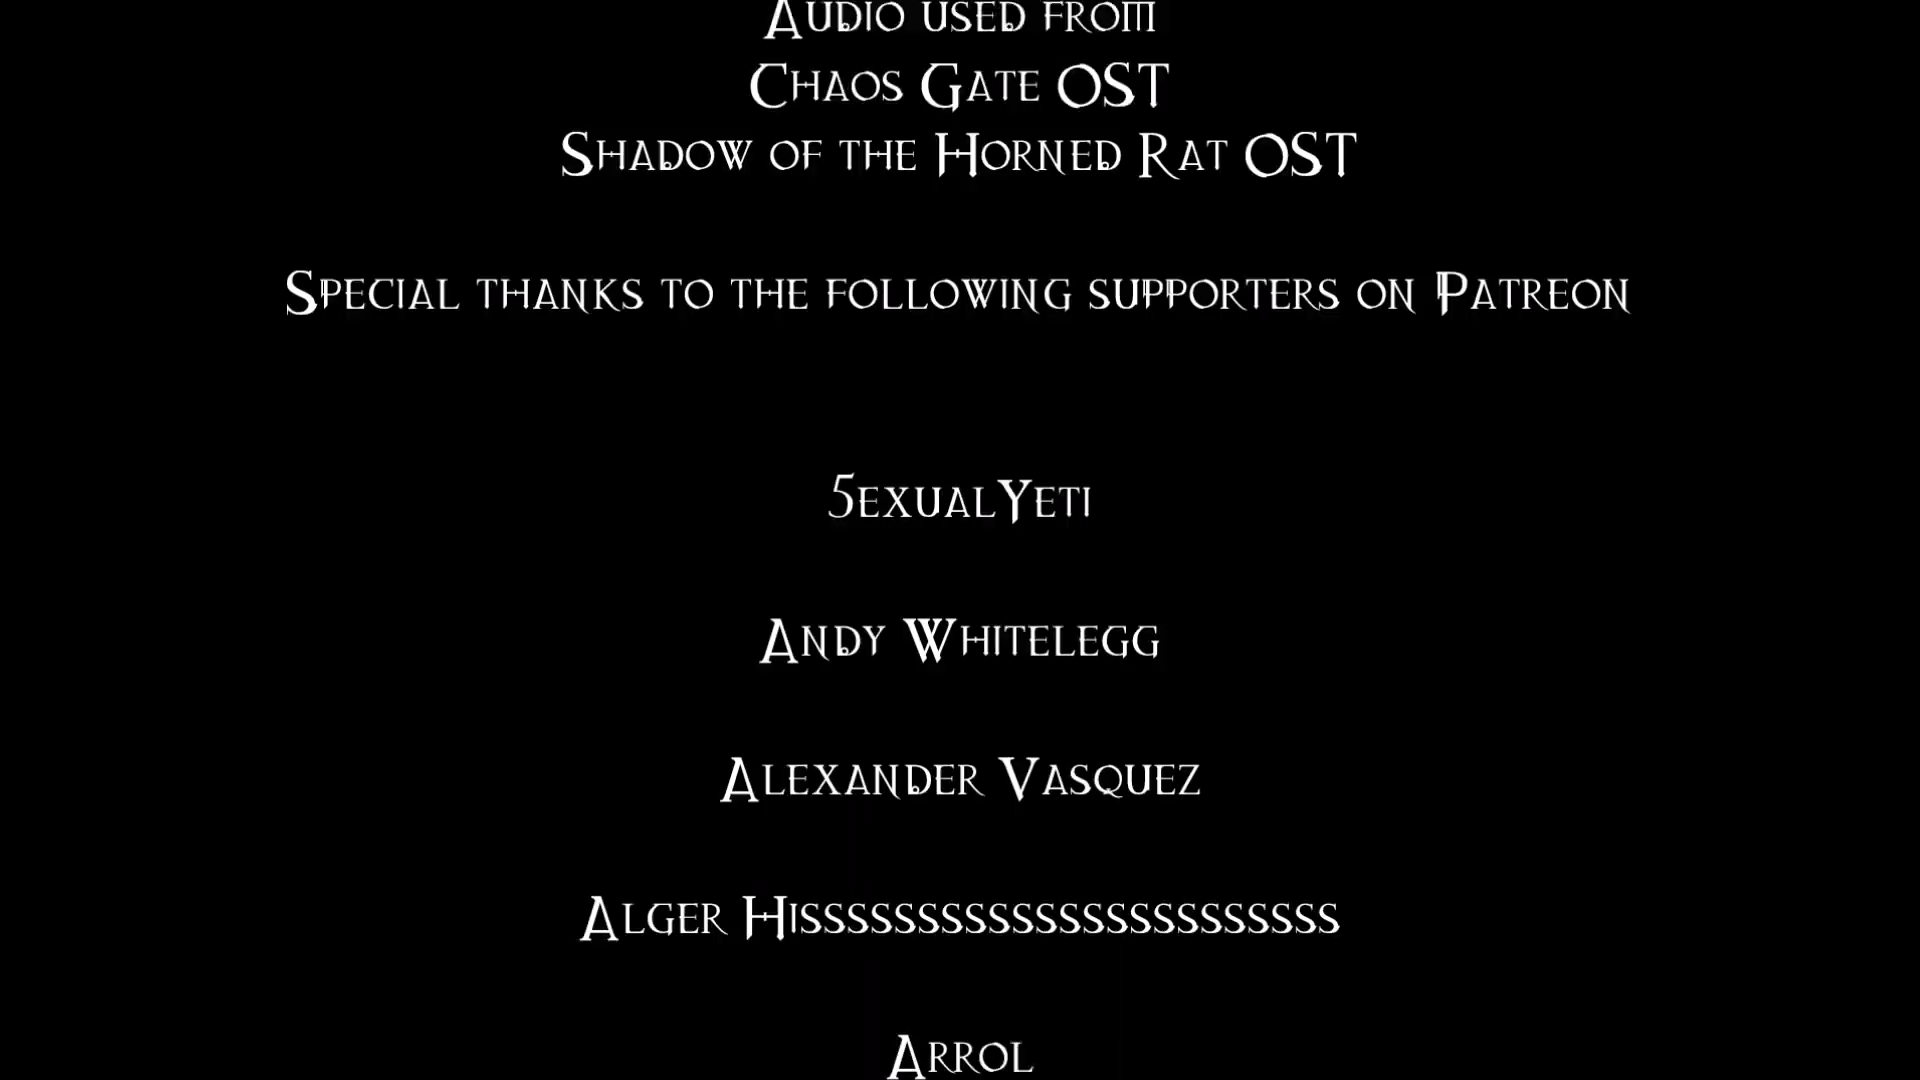 Audio used from
Chaos Gate OST
Shadow of the Horned Rat OST
Special thanks to the following supporters on Patreon
5exualYeti
Andy Whitelegg
Alexander Vasquez
Alger Hisssssssssssssssssssssss
Arrol